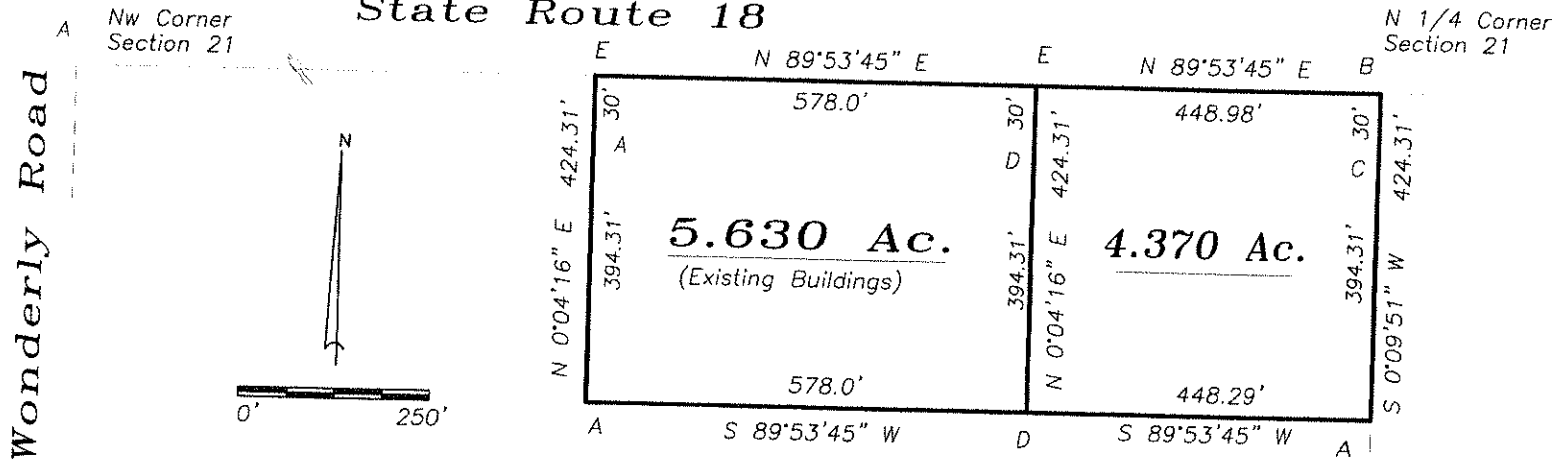 State Route 18
A
Nw Corner
Section 21
N 1/4 Corner
Section 21
Wonderly Road
E
N 89°53'45" E
E
N 89°53'45" E
B
578.0'
448.98'
N 0°04'16" E 424.31'
30'
A
394.31'
30'
D
394.31'
N 0°04'16" E 424.31'
30'
C
394.31'
424.31'
S 0°09'51" W
N
5.630 Ac.
(Existing Buildings)
4.370 Ac.
0'
250'
578.0'
448.29'
A
S 89°53'45" W
D
S 89°53'45" W
A